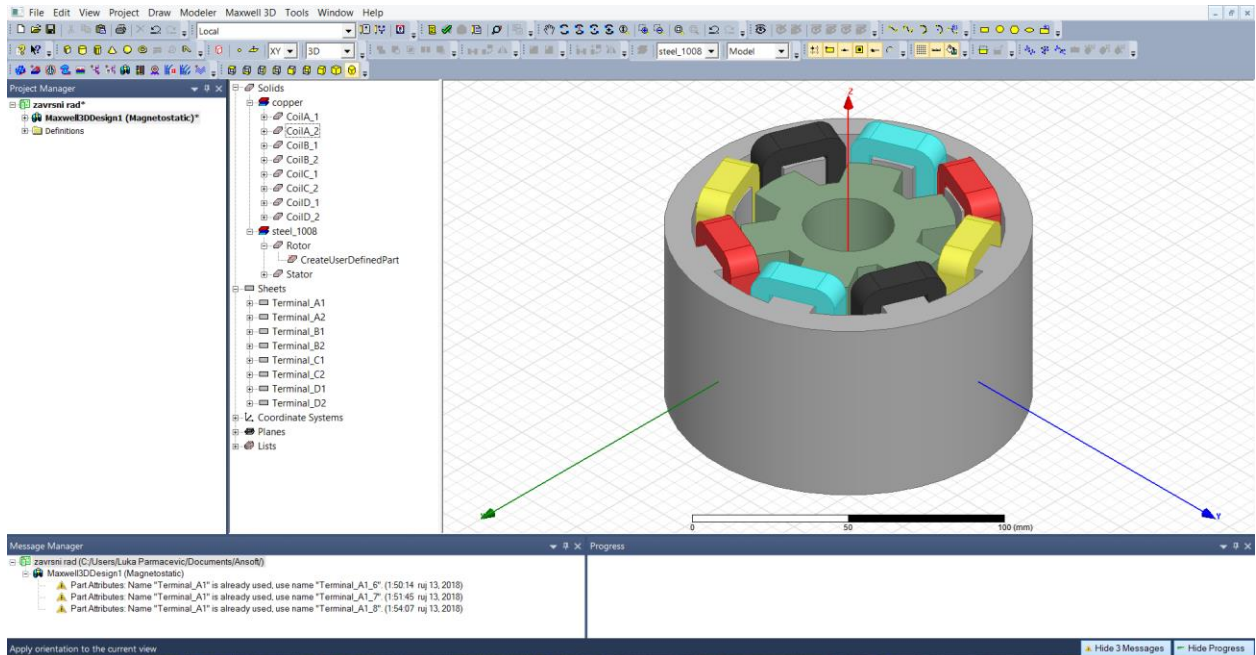 File Edit View Project Draw Modeler Maxwell 3D Tools Window Help
Local
XY 3D steel_1008 Model
Project Manager
zavrsni rad*
Maxwell3DDesign1 (Magnetostatic)*
Definitions
Solids
copper
CoilA_1
CoilA_2
CoilB_1
CoilB_2
CoilC_1
CoilC_2
CoilD_1
CoilD_2
steel_1008
Rotor
CreateUserDefinedPart
Stator
Sheets
Terminal_A1
Terminal_A2
Terminal_B1
Terminal_B2
Terminal_C1
Terminal_C2
Terminal_D1
Terminal_D2
Coordinate Systems
Planes
Lists
Z
X
Y
0 50 100 (mm)
Message Manager
zavrsni rad (C:/Users/Luka Parmacevic/Documents/Ansoft/)
Maxwell3DDesign1 (Magnetostatic)
Part Attributes: Name "Terminal_A1" is already used, use name "Terminal_A1_6". (1:50:14 ruj 13, 2018)
Part Attributes: Name "Terminal_A1" is already used, use name "Terminal_A1_7". (1:51:45 ruj 13, 2018)
Part Attributes: Name "Terminal_A1" is already used, use name "Terminal_A1_8". (1:54:07 ruj 13, 2018)
Progress
Apply orientation to the current view
Hide 3 Messages Hide Progress